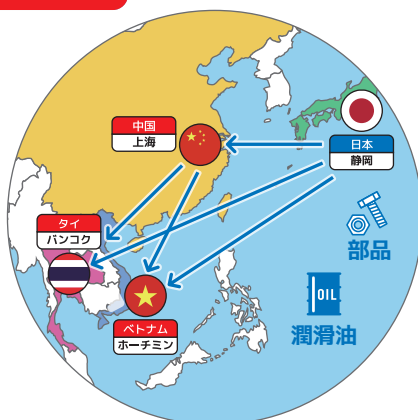 中国
上海
日本
静岡
タイ
バンコク
部品
OIL
潤滑油
ベトナム
ホーチミン